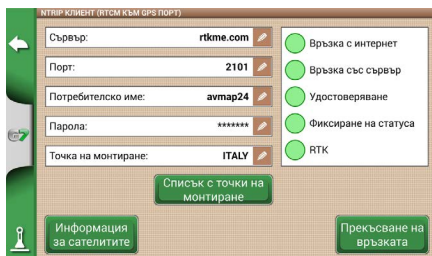 NTRIP КЛИЕНТ (RTCM КЪМ GPS ПОРТ)
Сървър: rtkme.com
Порт: 2101
Потребителско име: avmap24
Парола: *******
Точка на монтиране: ITALY
Връзка с интернет
Връзка със сървър
Удостоверяване
Фиксиране на статуса
RTK
Списък с точки на
монтиране
Информация
за сателитите
Прекъсване на
връзката